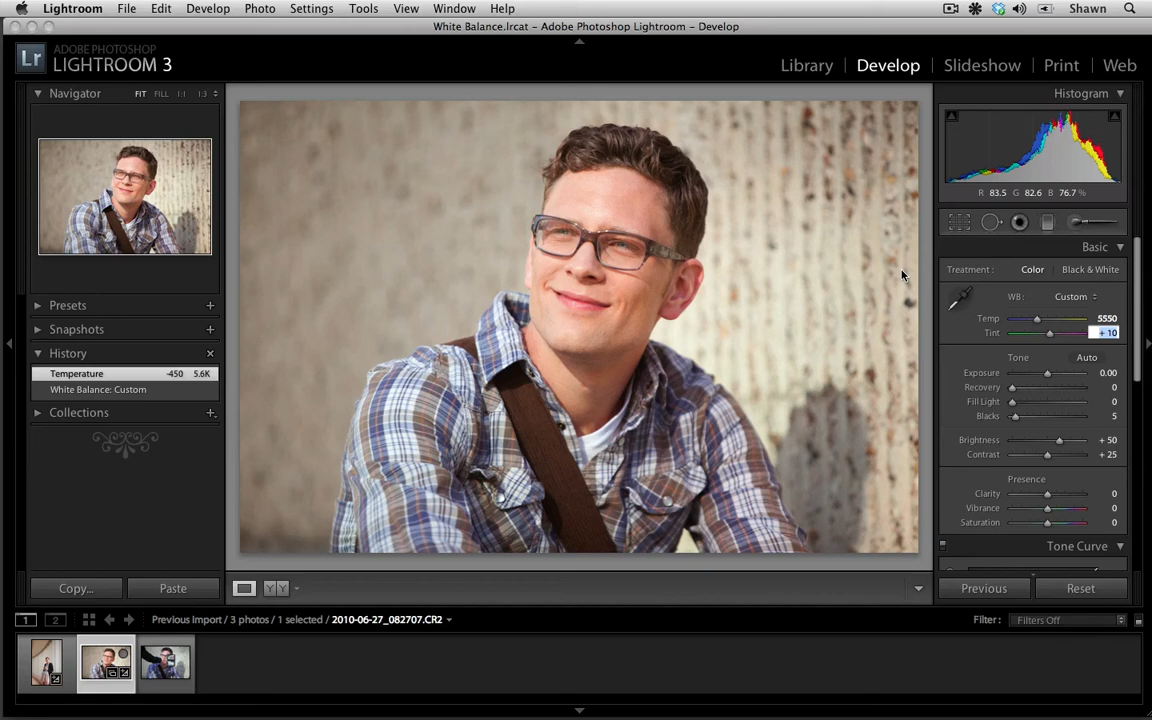 Lightroom File Edit Develop Photo Settings Tools View Window Help Shawn
White Balance.lrcat – Adobe Photoshop Lightroom – Develop
Lr ADOBE PHOTOSHOP
LIGHTROOM 3
Library | Develop | Slideshow | Print | Web
Navigator FIT FILL 1:1 1:3
Presets +
Snapshots +
History ×
Temperature -450 5.6K
White Balance: Custom
Collections +
Copy... Paste
Histogram
R 83.5 G 82.6 B 76.7 %
Basic
Treatment : Color Black & White
WB: Custom
Temp 5550
Tint + 10
Tone Auto
Exposure 0.00
Recovery 0
Fill Light 0
Blacks 5
Brightness + 50
Contrast + 25
Presence
Clarity 0
Vibrance 0
Saturation 0
Tone Curve
Previous Reset
Y Y
1 2 Previous Import / 3 photos / 1 selected / 2010-06-27_082707.CR2 Filter : Filters Off